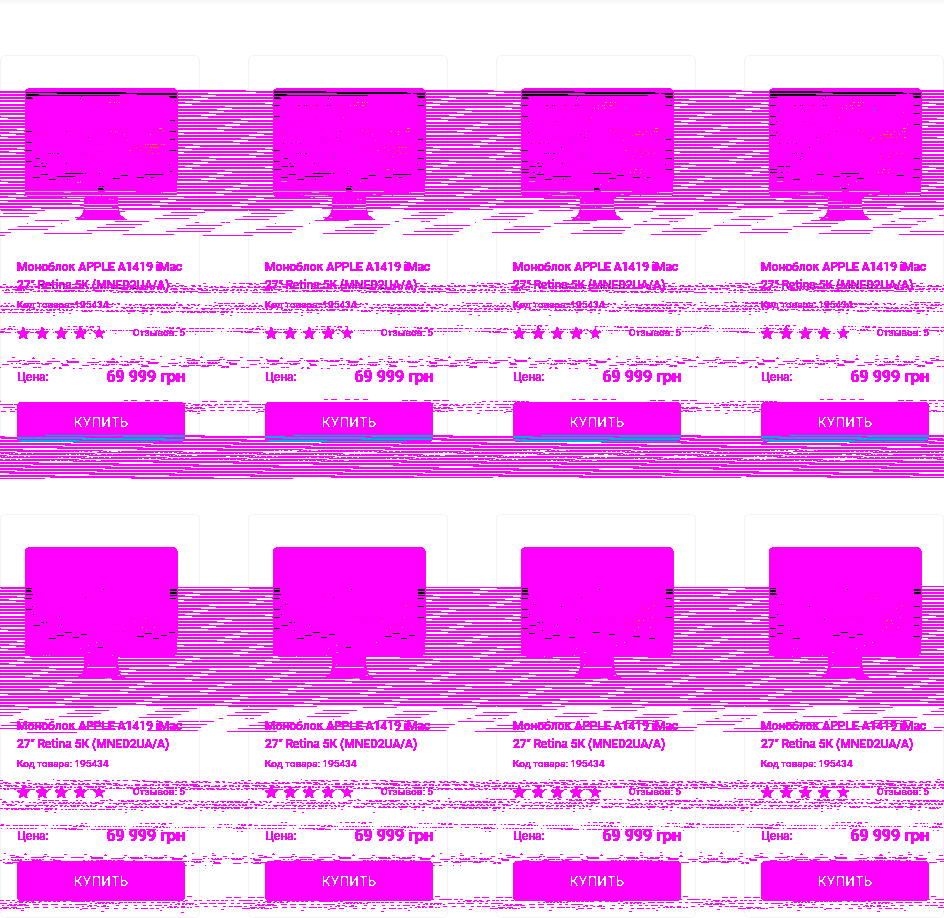 Моноблок APPLE A1419 iMac Моноблок APPLE A1419 iMac Моноблок APPLE A1419 iMac Моноблок APPLE A1419 iMac
27" Retina 5K (MNED2UA/A) 27" Retina 5K (MNED2UA/A) 27" Retina 5K (MNED2UA/A) 27" Retina 5K (MNED2UA/A)
Код товара: 195434 Код товара: 195434 Код товара: 195434 Код товара: 195434
Отзывов: 5 Отзывов: 5 Отзывов: 5 Отзывов: 5
Цена: 69 999 грн Цена: 69 999 грн Цена: 69 999 грн Цена: 69 999 грн
КУПИТЬ КУПИТЬ КУПИТЬ КУПИТЬ
Моноблок APPLE A1419 iMac Моноблок APPLE A1419 iMac Моноблок APPLE A1419 iMac Моноблок APPLE A1419 iMac
27" Retina 5K (MNED2UA/A) 27" Retina 5K (MNED2UA/A) 27" Retina 5K (MNED2UA/A) 27" Retina 5K (MNED2UA/A)
Код товара: 195434 Код товара: 195434 Код товара: 195434 Код товара: 195434
Отзывов: 5 Отзывов: 5 Отзывов: 5 Отзывов: 5
Цена: 69 999 грн Цена: 69 999 грн Цена: 69 999 грн Цена: 69 999 грн
КУПИТЬ КУПИТЬ КУПИТЬ КУПИТЬ